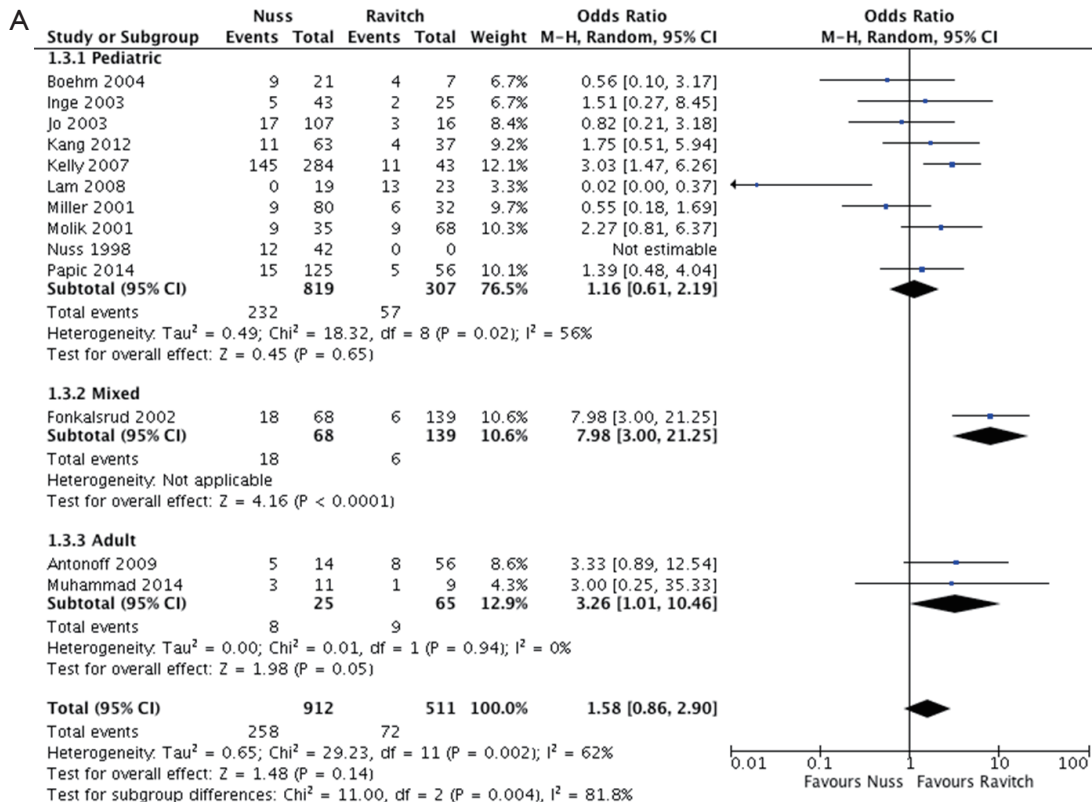 A
Nuss Ravitch Odds Ratio Odds Ratio
Study or Subgroup Events Total Events Total Weight M-H, Random, 95% CI M-H, Random, 95% CI
1.3.1 Pediatric
Boehm 2004 9 21 4 7 6.7% 0.56 [0.10, 3.17]
Inge 2003 5 43 2 25 6.7% 1.51 [0.27, 8.45]
Jo 2003 17 107 3 16 8.4% 0.82 [0.21, 3.18]
Kang 2012 11 63 4 37 9.2% 1.75 [0.51, 5.94]
Kelly 2007 145 284 11 43 12.1% 3.03 [1.47, 6.26]
Lam 2008 0 19 13 23 3.3% 0.02 [0.00, 0.37]
Miller 2001 9 80 6 32 9.7% 0.55 [0.18, 1.69]
Molik 2001 9 35 9 68 10.3% 2.27 [0.81, 6.37]
Nuss 1998 12 42 0 0 Not estimable
Papic 2014 15 125 5 56 10.1% 1.39 [0.48, 4.04]
Subtotal (95% CI) 819 307 76.5% 1.16 [0.61, 2.19]
Total events 232 57
Heterogeneity: Tau² = 0.49; Chi² = 18.32, df = 8 (P = 0.02); I² = 56%
Test for overall effect: Z = 0.45 (P = 0.65)
1.3.2 Mixed
Fonkalsrud 2002 18 68 6 139 10.6% 7.98 [3.00, 21.25]
Subtotal (95% CI) 68 139 10.6% 7.98 [3.00, 21.25]
Total events 18 6
Heterogeneity: Not applicable
Test for overall effect: Z = 4.16 (P < 0.0001)
1.3.3 Adult
Antonoff 2009 5 14 8 56 8.6% 3.33 [0.89, 12.54]
Muhammad 2014 3 11 1 9 4.3% 3.00 [0.25, 35.33]
Subtotal (95% CI) 25 65 12.9% 3.26 [1.01, 10.46]
Total events 8 9
Heterogeneity: Tau² = 0.00; Chi² = 0.01, df = 1 (P = 0.94); I² = 0%
Test for overall effect: Z = 1.98 (P = 0.05)
Total (95% CI) 912 511 100.0% 1.58 [0.86, 2.90]
Total events 258 72
Heterogeneity: Tau² = 0.65; Chi² = 29.23, df = 11 (P = 0.002); I² = 62%
Test for overall effect: Z = 1.48 (P = 0.14)
Test for subgroup differences: Chi² = 11.00, df = 2 (P = 0.004), I² = 81.8%
0.01 0.1 1 10 100
Favours Nuss Favours Ravitch